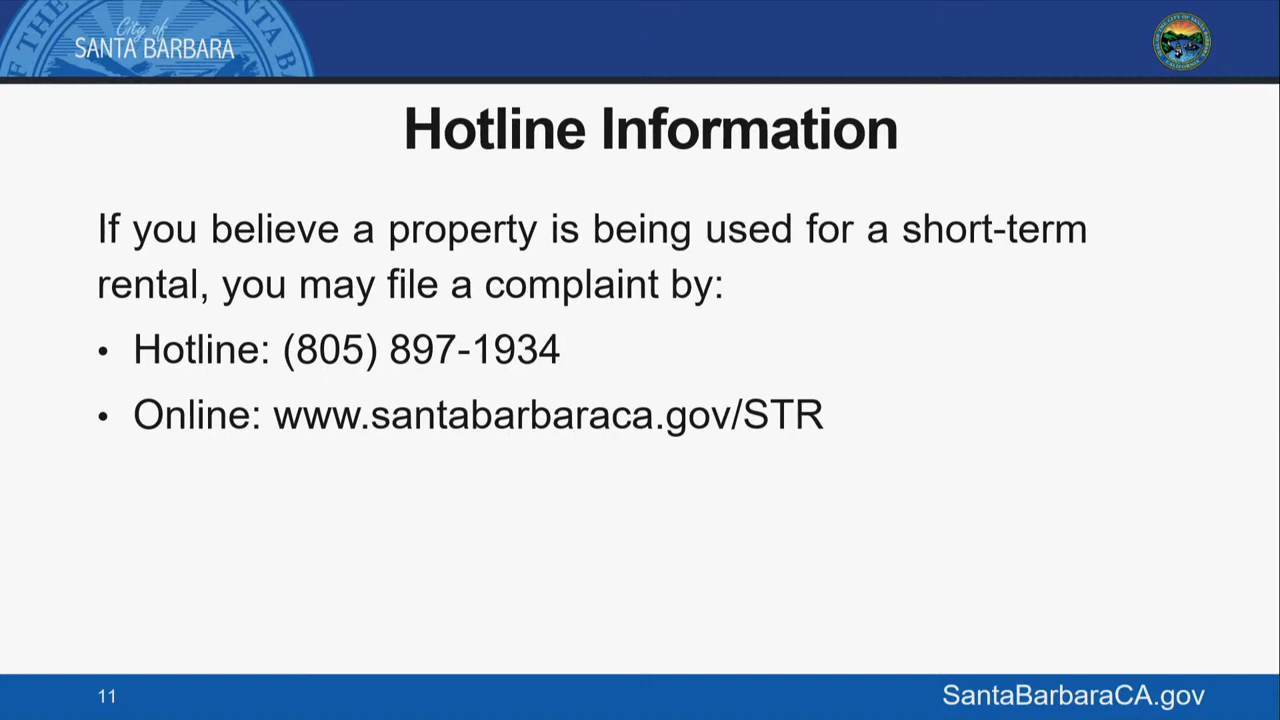 City of
SANTA BARBARA
Hotline Information
If you believe a property is being used for a short-term
rental, you may file a complaint by:
• Hotline: (805) 897-1934
• Online: www.santabarbaraca.gov/STR
11
SantaBarbaraCA.gov